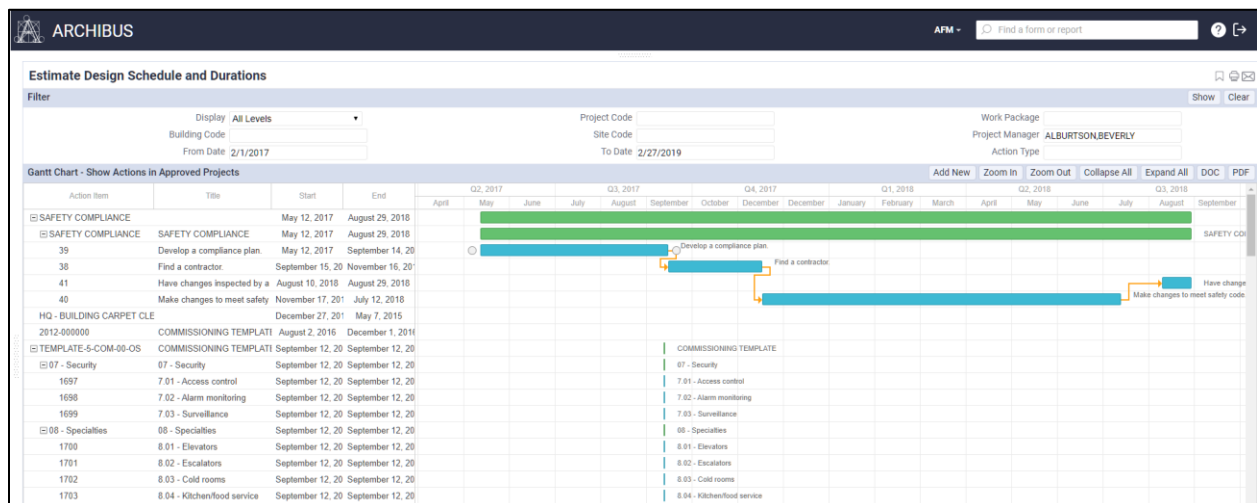 ARCHIBUS AFM Find a form or report ?
Estimate Design Schedule and Durations
Filter Show Clear
Display All Levels Project Code Work Package
Building Code Site Code Project Manager ALBURTSON,BEVERLY
From Date 2/1/2017 To Date 2/27/2019 Action Type
Gantt Chart - Show Actions in Approved Projects Add New Zoom In Zoom Out Collapse All Expand All DOC PDF
Action Item Title Start End Q2, 2017 Q3, 2017 Q4, 2017 Q1, 2018 Q2, 2018 Q3, 2018
April May June July August September October December December January February March April May June July August September
SAFETY COMPLIANCE May 12, 2017 August 29, 2018
SAFETY COMPLIANCE SAFETY COMPLIANCE May 12, 2017 August 29, 2018 SAFETY CO
39 Develop a compliance plan. May 12, 2017 September 14, 20 Develop a compliance plan.
38 Find a contractor. September 15, 20 November 16, 201 Find a contractor.
41 Have changes inspected by a August 10, 2018 August 29, 2018 Have change
40 Make changes to meet safety November 17, 201 July 12, 2018 Make changes to meet safety code.
HQ - BUILDING CARPET CLE December 27, 201 May 7, 2015
2012-000000 COMMISSIONING TEMPLATE August 2, 2016 December 1, 2016
TEMPLATE-5-COM-00-OS COMMISSIONING TEMPLATE September 12, 20 September 12, 20 COMMISSIONING TEMPLATE
07 - Security 07 - Security September 12, 20 September 12, 20 07 - Security
1697 7.01 - Access control September 12, 20 September 12, 20 7.01 - Access control
1698 7.02 - Alarm monitoring September 12, 20 September 12, 20 7.02 - Alarm monitoring
1699 7.03 - Surveillance September 12, 20 September 12, 20 7.03 - Surveillance
08 - Specialties 08 - Specialties September 12, 20 September 12, 20 08 - Specialties
1700 8.01 - Elevators September 12, 20 September 12, 20 8.01 - Elevators
1701 8.02 - Escalators September 12, 20 September 12, 20 8.02 - Escalators
1702 8.03 - Cold rooms September 12, 20 September 12, 20 8.03 - Cold rooms
1703 8.04 - Kitchen/food service September 12, 20 September 12, 20 8.04 - Kitchen/food service